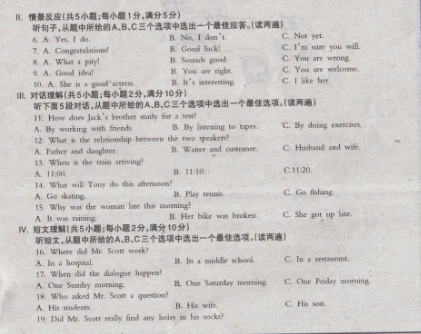 II. 情景反应(共5小题;每小题1分,满分5分)
听句子,从题中所给的A、B、C三个选项中选出一个最佳应答。(读两遍)
6. A. Yes, I do. B. No, I don't. C. Not yet.
7. A. Congratulations! B. Good luck! C. I'm sure you will.
8. A. What a pity! B. Sounds good. C. You are wrong.
9. A. Good idea! B. You are right. C. You are welcome.
10. A. She is a good actress. B. It's interesting. C. I like her.
III. 对话理解(共5小题;每小题2分,满分10分)
听下面5段对话,从题中所给的A、B、C三个选项中选出一个最佳选项。(读两遍)
11. How does Jack's brother study for a test?
A. By working with friends. B. By listening to tapes. C. By doing exercises.
12. What is the relationship between the two speakers?
A. Father and daughter. B. Waiter and customer. C. Husband and wife.
13. When is the train arriving?
A. 11:00. B. 11:10. C. 11:20.
14. What will Tony do this afternoon?
A. Go skating. B. Play tennis. C. Go fishing.
15. Why was the woman late this morning?
A. It was raining. B. Her bike was broken. C. She got up late.
IV. 短文理解(共5小题;每小题2分,满分10分)
听短文,从题中所给的A、B、C三个选项中选出一个最佳选项。(读两遍)
16. Where did Mr. Scott work?
A. In a hospital. B. In a middle school. C. In a restaurant.
17. When did the dialogue happen?
A. One Sunday morning. B. One Saturday morning. C. One Friday morning.
18. Who asked Mr. Scott a question?
A. His students. B. His wife. C. His son.
19. Did Mr. Scott really find any holes in his socks?